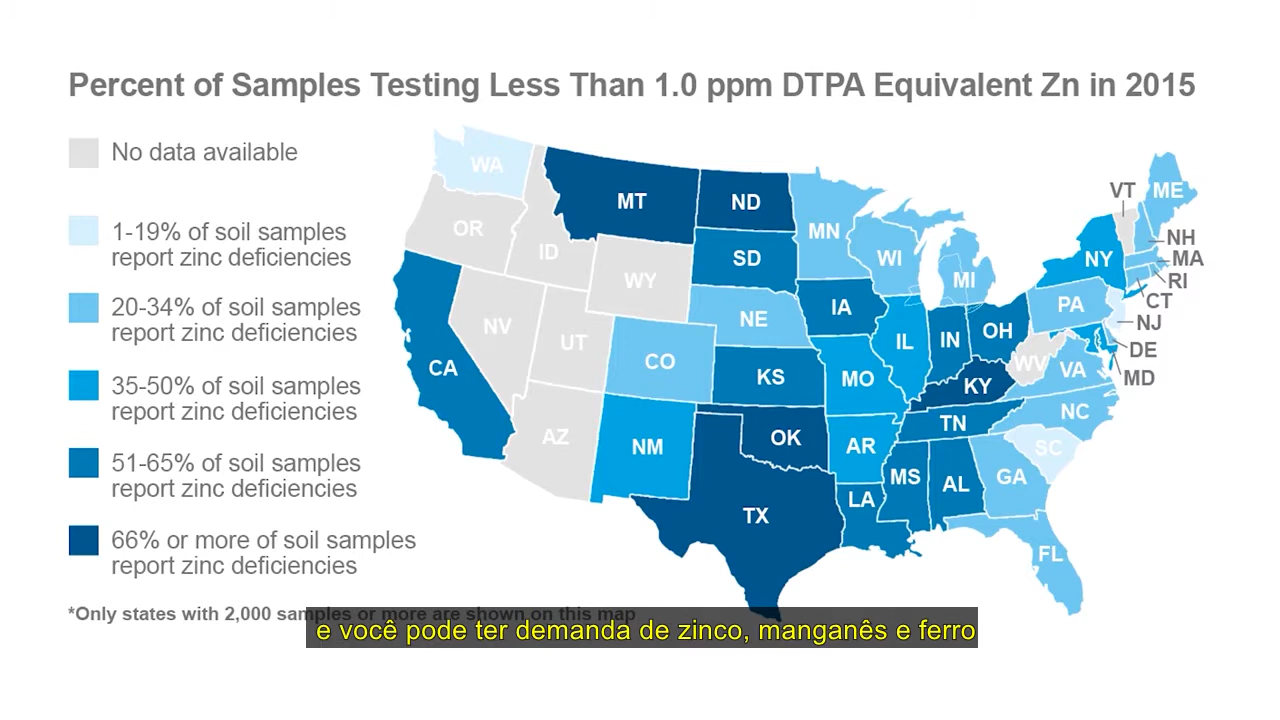 Percent of Samples Testing Less Than 1.0 ppm DTPA Equivalent Zn in 2015
No data available
1-19% of soil samples
report zinc deficiencies
20-34% of soil samples
report zinc deficiencies
35-50% of soil samples
report zinc deficiencies
51-65% of soil samples
report zinc deficiencies
66% or more of soil samples
report zinc deficiencies
*Only states with 2,000 samples or more are shown on this map
WA
MT
ND
MN
VT
ME
OR
ID
SD
WI
MI
NY
NH
MA
RI
CT
WY
NE
IA
PA
NJ
NV
UT
CO
IL
IN
OH
DE
MD
CA
KS
MO
KY
WV
VA
AZ
NM
OK
AR
TN
NC
SC
TX
LA
MS
AL
GA
FL
e você pode ter demanda de zinco, manganês e ferro